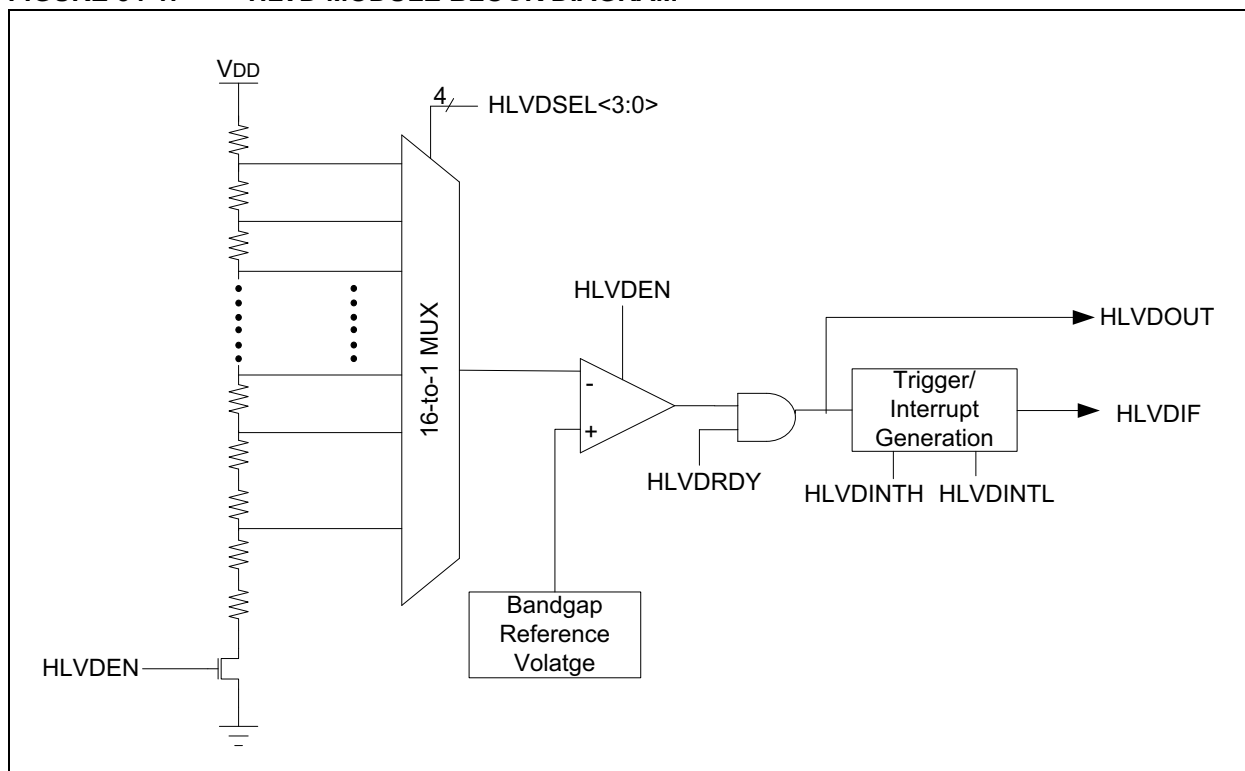 VDD
4
HLVDSEL<3:0>
16-to-1 MUX
HLVDEN
-
+
HLVDRDY
HLVDOUT
Trigger/
Interrupt
Generation
HLVDIF
HLVDINTH HLVDINTL
Bandgap
Reference
Volatge
HLVDEN